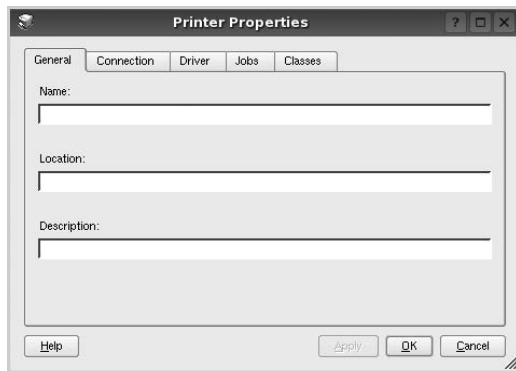 Printer Properties
General Connection Driver Jobs Classes
Name:
Location:
Description:
Help Apply OK Cancel